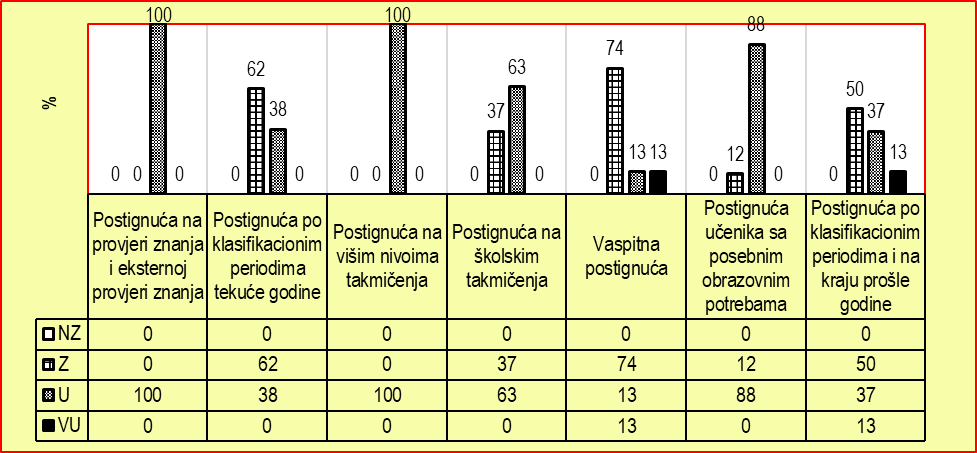 100 100 88
74
62 63
50
38 37 37
13 13 12 13
0 0 0 0 0 0 0 0 0 0 0 0 0 0
%
Postignuća na provjeri znanja i eksternoj provjeri znanja
Postignuća po klasifikacionim periodima tekuće godine
Postignuća na višim nivoima takmičenja
Postignuća na školskim takmičenja
Vaspitna postignuća
Postignuća učenika sa posebnim obrazovnim potrebama
Postignuća po klasifikacionim periodima i na kraju prošle godine
NZ 0 0 0 0 0 0 0
Z 0 62 0 37 74 12 50
U 100 38 100 63 13 88 37
VU 0 0 0 0 13 0 13